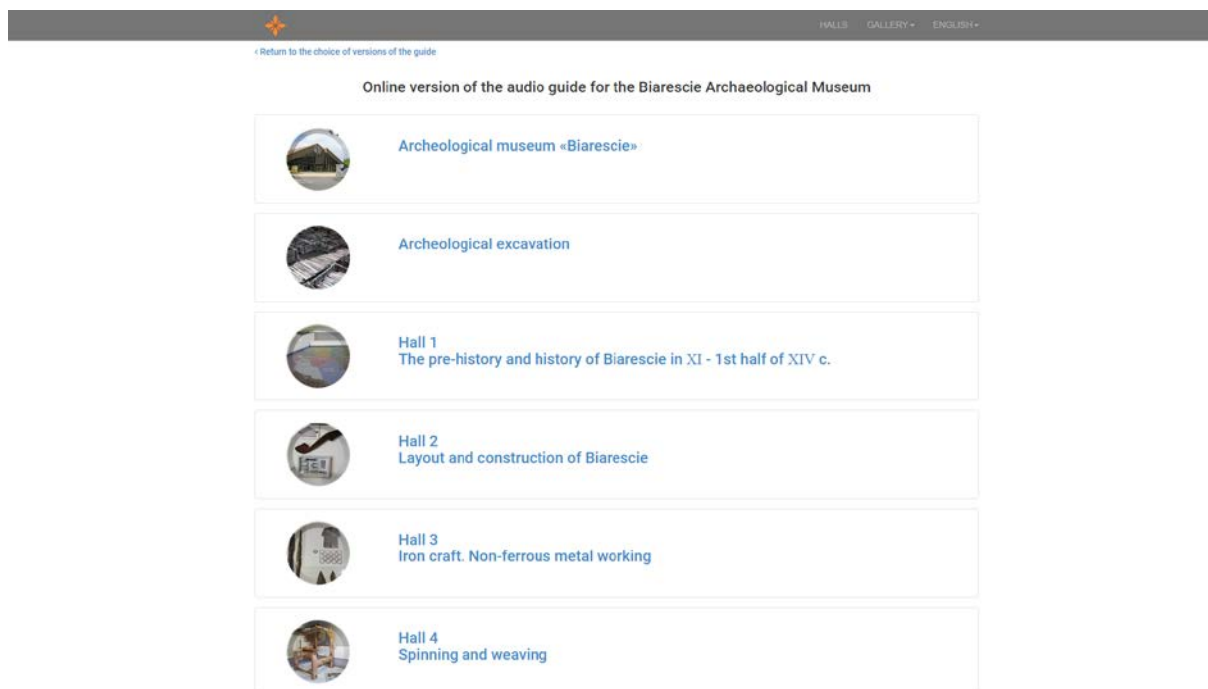 HALLS GALLERY ENGLISH
‹ Return to the choice of versions of the guide
Online version of the audio guide for the Biarescie Archaeological Museum
Archeological museum «Biarescie»
Archeological excavation
Hall 1
The pre-history and history of Biarescie in XI - 1st half of XIV c.
Hall 2
Layout and construction of Biarescie
Hall 3
Iron craft. Non-ferrous metal working
Hall 4
Spinning and weaving